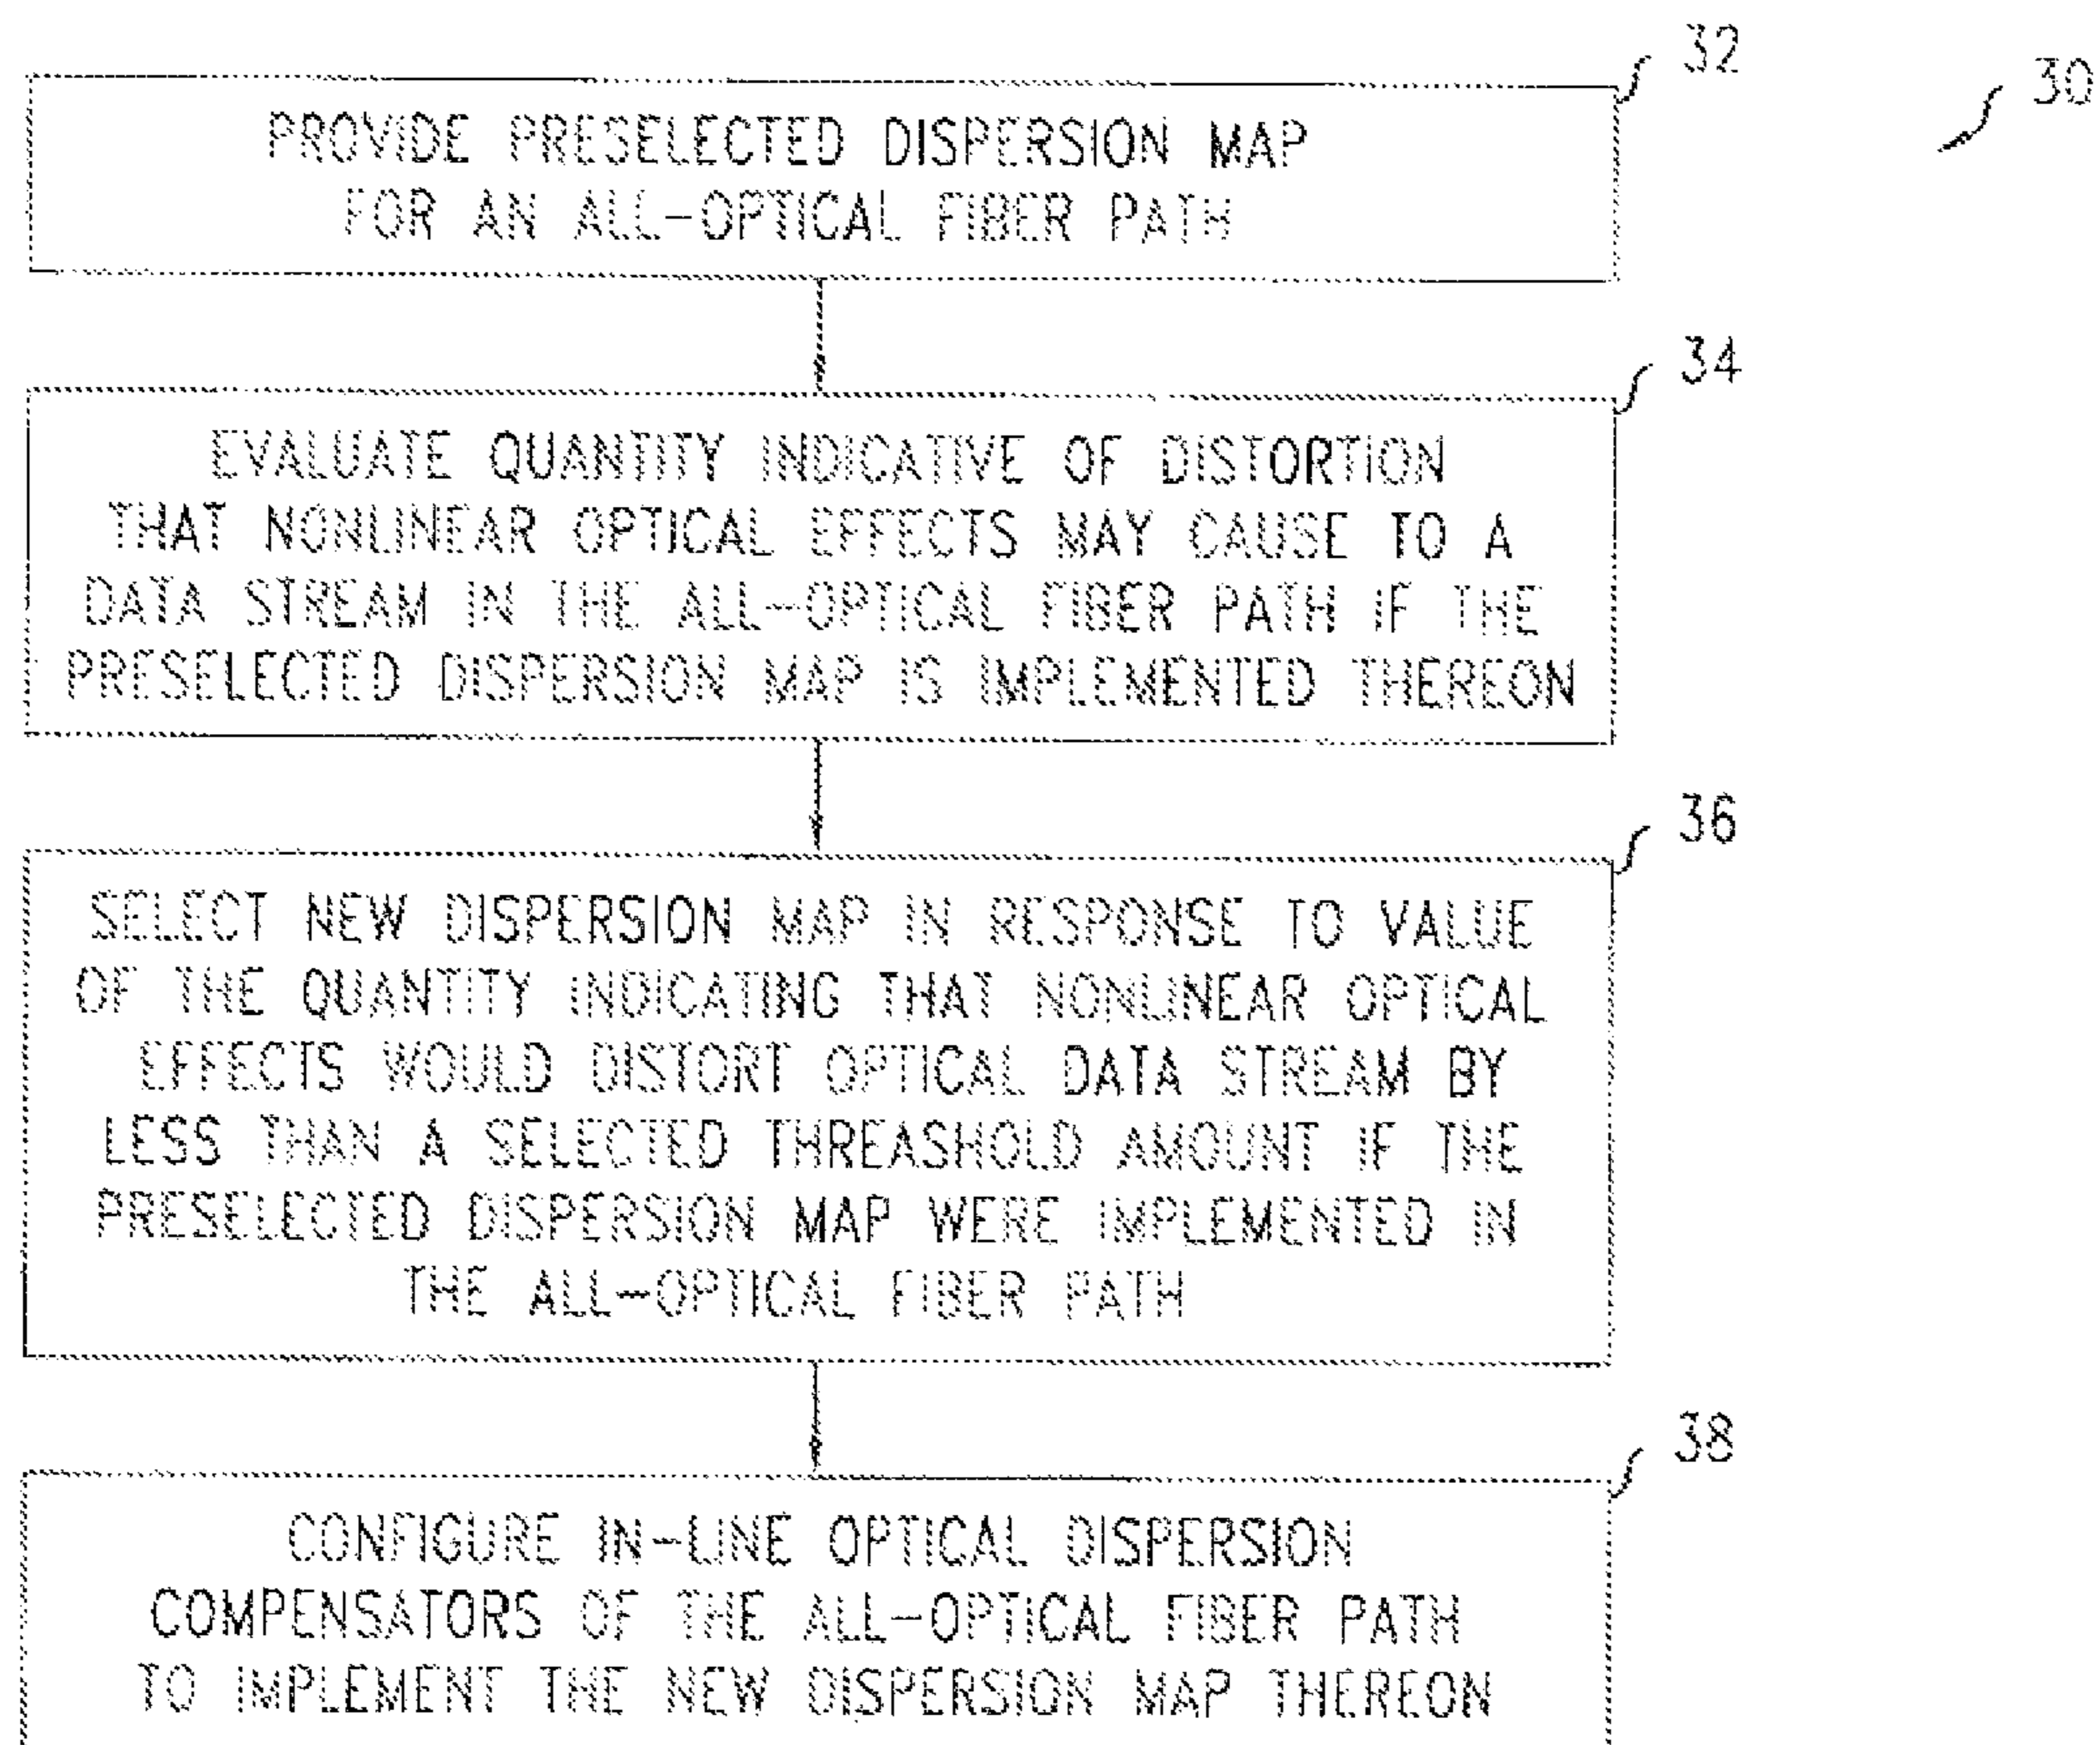 32
30
PROVIDE PRESELECTED DISPERSION MAP
FOR AN ALL-OPTICAL FIBER PATH
34
EVALUATE QUANTITY INDICATIVE OF DISTORTION
THAT NONLINEAR OPTICAL EFFECTS MAY CAUSE TO A
DATA STREAM IN THE ALL-OPTICAL FIBER PATH IF THE
PRESELECTED DISPERSION MAP IS IMPLEMENTED THEREON
36
SELECT NEW DISPERSION MAP IN RESPONSE TO VALUE
OF THE QUANTITY INDICATING THAT NONLINEAR OPTICAL
EFFECTS WOULD DISTORT OPTICAL DATA STREAM BY
LESS THAN A SELECTED THREASHOLD AMOUNT IF THE
PRESELECTED DISPERSION MAP WERE IMPLEMENTED IN
THE ALL-OPTICAL FIBER PATH
38
CONFIGURE IN-LINE OPTICAL DISPERSION
COMPENSATORS OF THE ALL-OPTICAL FIBER PATH
TO IMPLEMENT THE NEW DISPERSION MAP THEREON